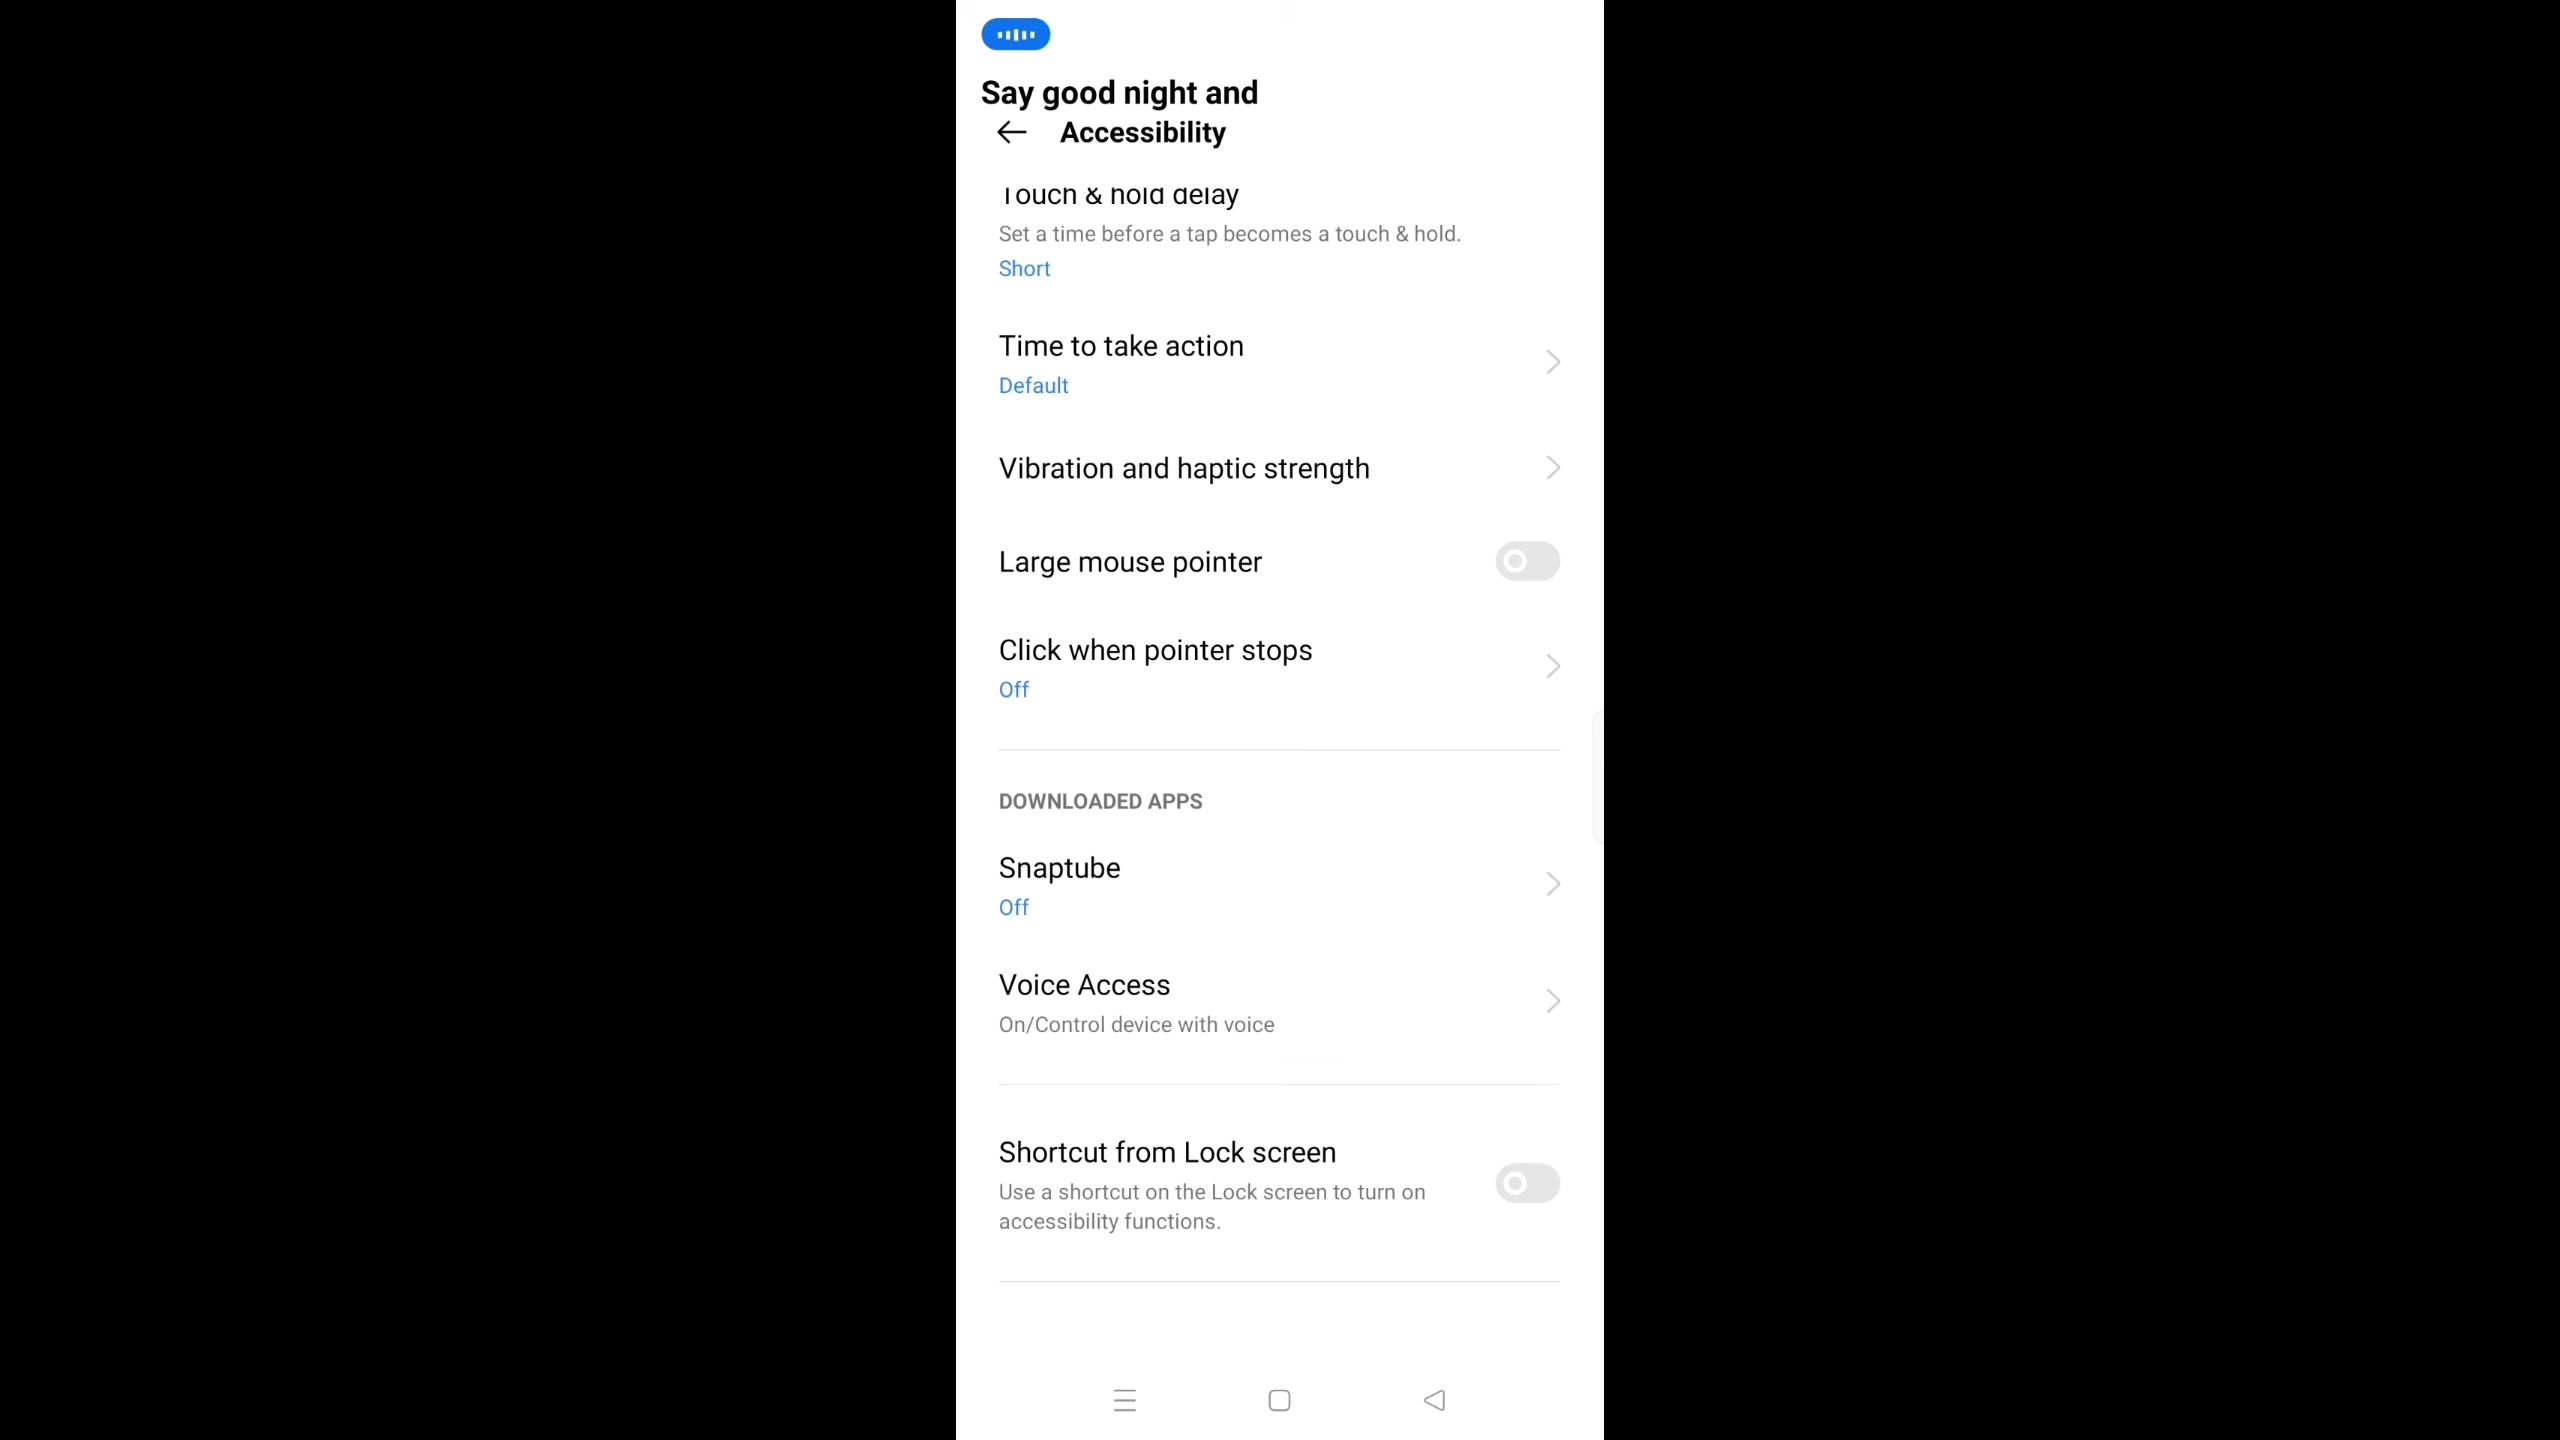 Say good night and
Accessibility
Touch & hold delay
Set a time before a tap becomes a touch & hold.
Short
Time to take action
Default
Vibration and haptic strength
Large mouse pointer
Click when pointer stops
Off
DOWNLOADED APPS
Snaptube
Off
Voice Access
On/Control device with voice
Shortcut from Lock screen
Use a shortcut on the Lock screen to turn on
accessibility functions.